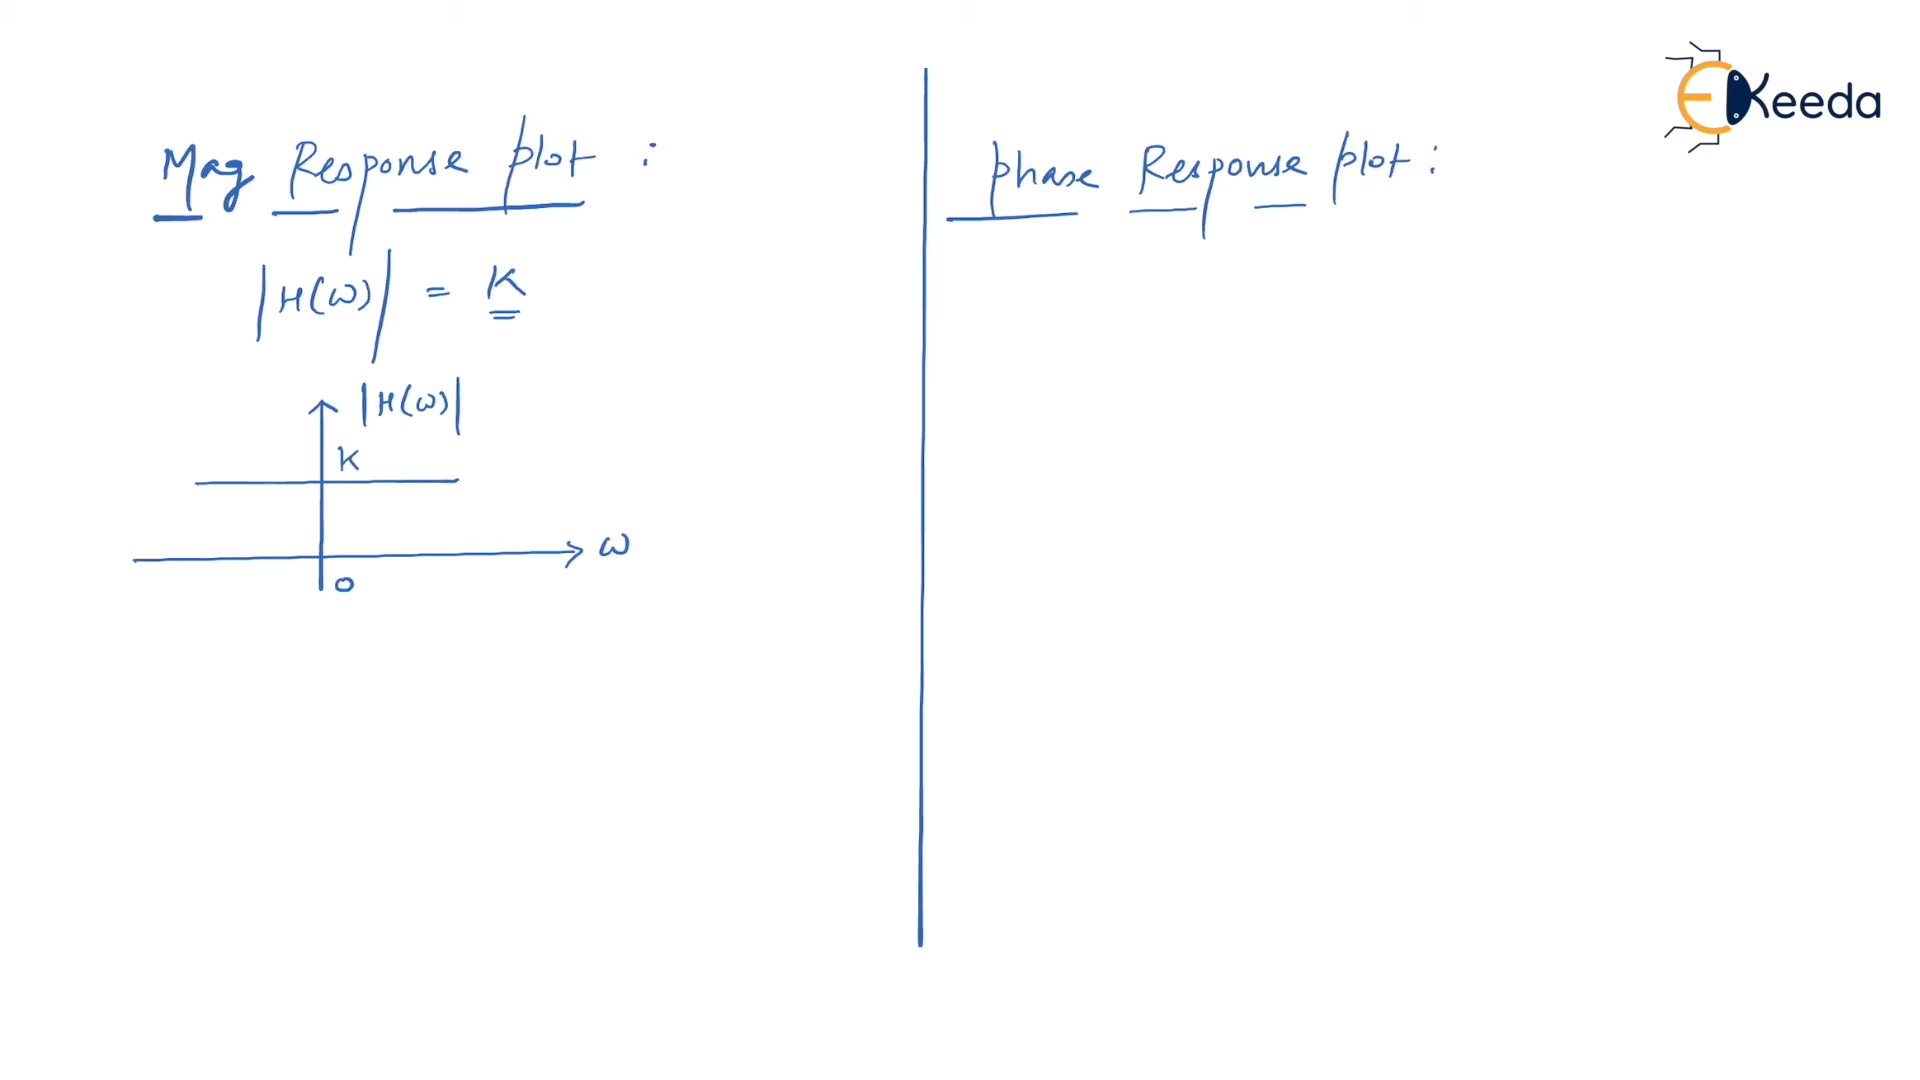 Mag Response plot :
|H(ω)| = K
|H(ω)|
K
ω
0
phase Response plot :
EKeeda